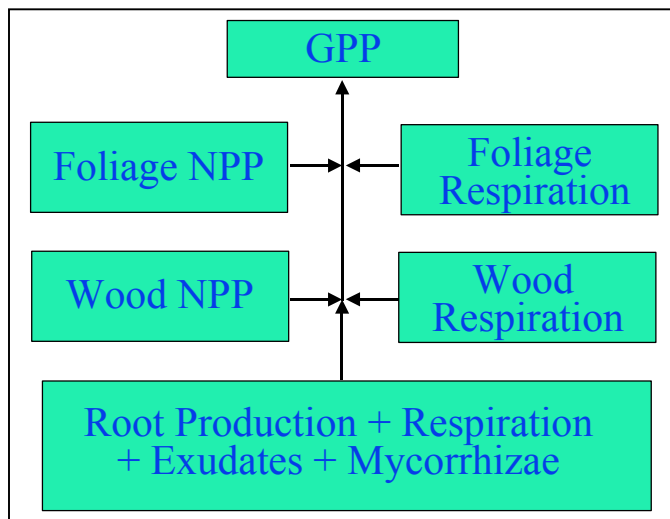 GPP
Foliage NPP
Foliage
Respiration
Wood NPP
Wood
Respiration
Root Production + Respiration
+ Exudates + Mycorrhizae